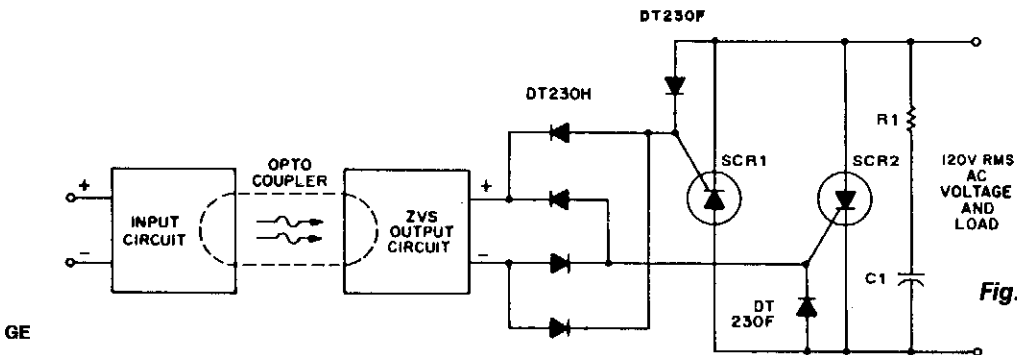 DT230F
DT230H
OPTO
COUPLER
+
-
INPUT
CIRCUIT
ZVS
OUTPUT
CIRCUIT
+
-
SCR1
SCR2
R1
C1
120V RMS
AC
VOLTAGE
AND
LOAD
DT
230F
Fig.
GE